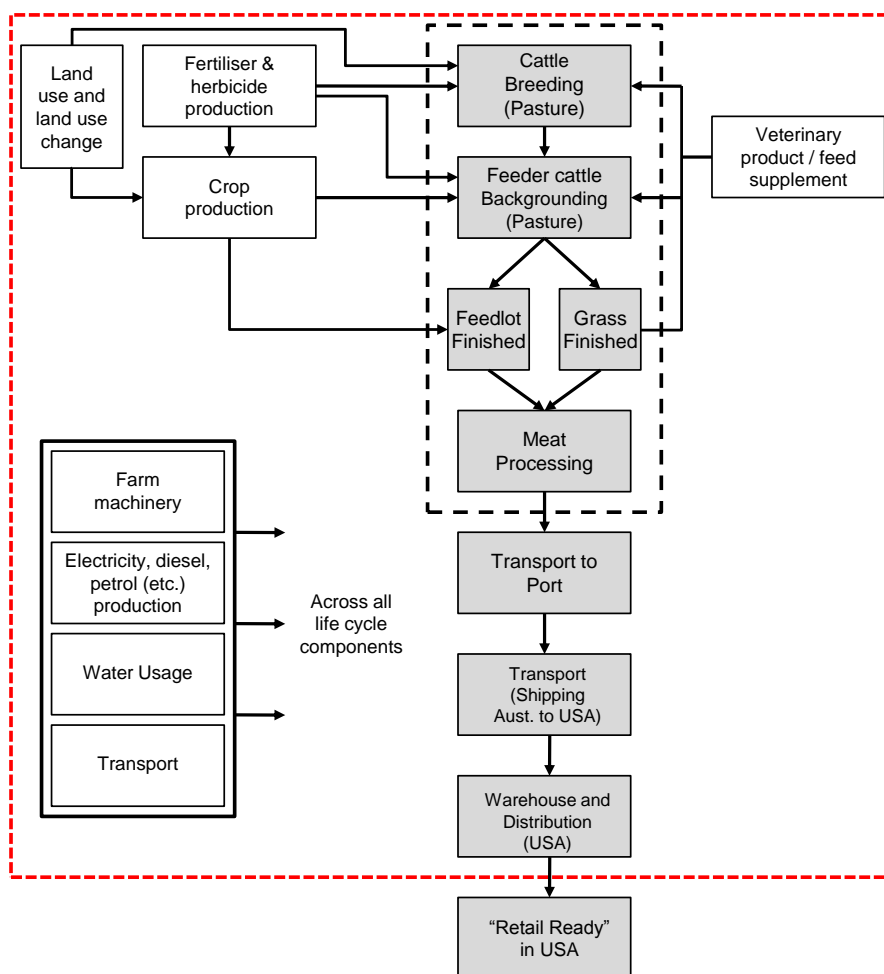 Land
use and
land use
change
Fertiliser &
herbicide
production
Cattle
Breeding
(Pasture)
Veterinary
product / feed
supplement
Crop
production
Feeder cattle
Backgrounding
(Pasture)
Feedlot
Finished
Grass
Finished
Meat
Processing
Farm
machinery
Electricity, diesel,
petrol (etc.)
production
Water Usage
Transport
Across all
life cycle
components
Transport to
Port
Transport
(Shipping
Aust. to USA)
Warehouse and
Distribution
(USA)
“Retail Ready”
in USA